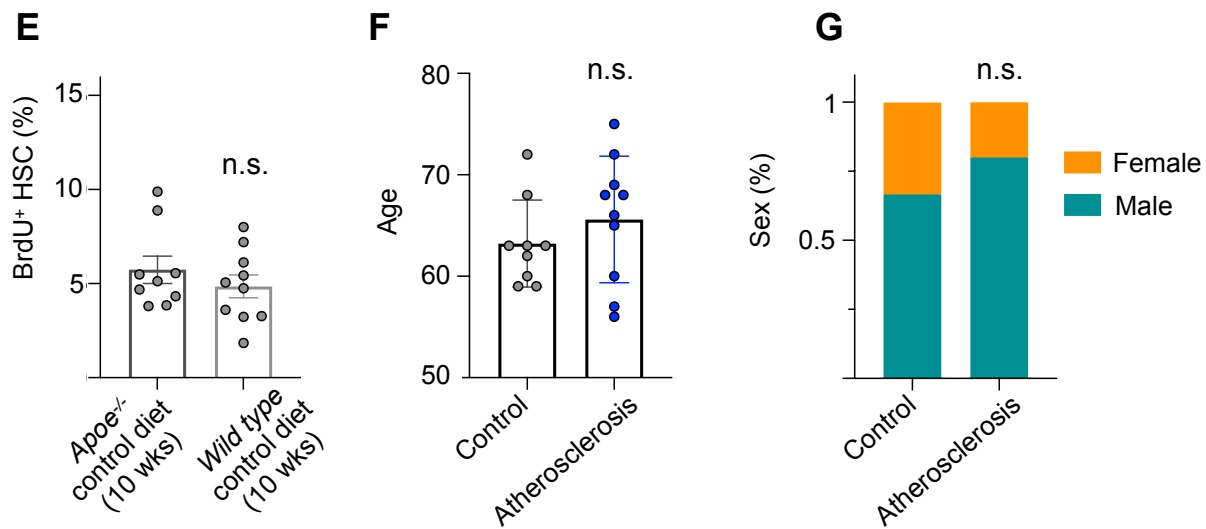 E
BrdU⁺ HSC (%)
15
10
5
n.s.
Apoe⁻/⁻
control diet
(10 wks)
Wild type
control diet
(10 wks)
F
Age
80
70
60
50
n.s.
Control
Atherosclerosis
G
Sex (%)
1
0.5
n.s.
Control
Atherosclerosis
Female
Male